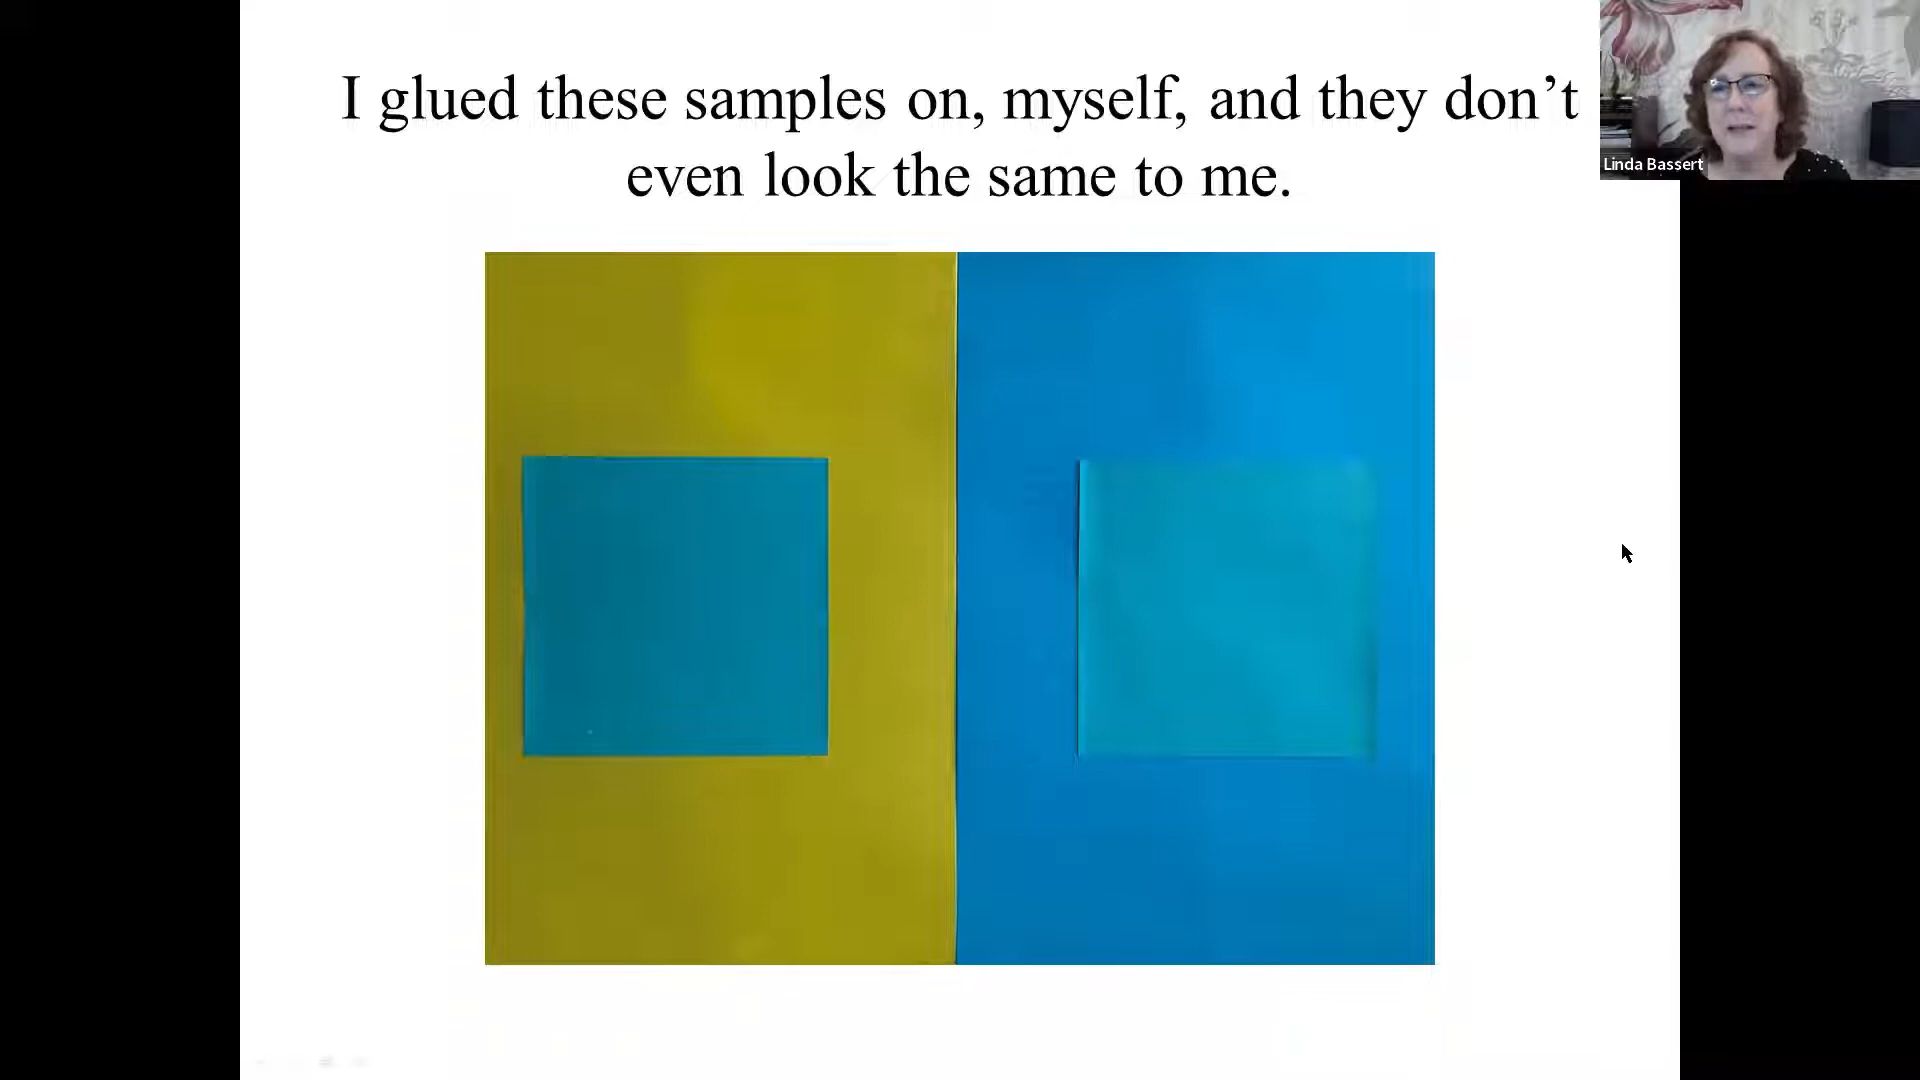 I glued these samples on, myself, and they don’t
even look the same to me.
Linda Bassert